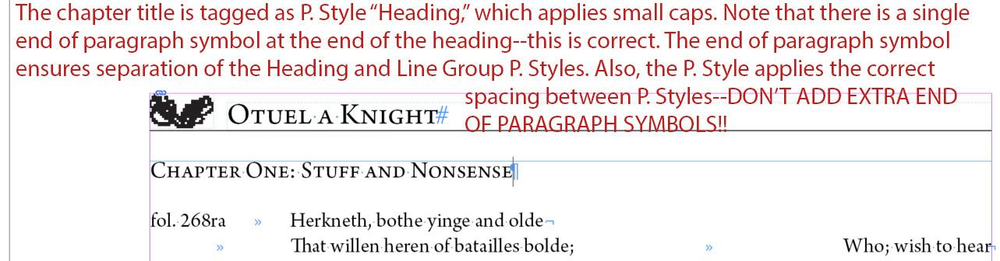 The chapter title is tagged as P. Style “Heading,” which applies small caps. Note that there is a single
end of paragraph symbol at the end of the heading--this is correct. The end of paragraph symbol
ensures separation of the Heading and Line Group P. Styles. Also, the P. Style applies the correct
spacing between P. Styles--DON’T ADD EXTRA END
OF PARAGRAPH SYMBOLS!!
Otuel·a·Knight#
Chapter·One:·Stuff·and·Nonsense¶
fol.·268ra » Herkneth,·bothe·yinge·and·olde¬
» That·willen·heren·of·batailles·bolde; » Who;·wish·to·hear¬